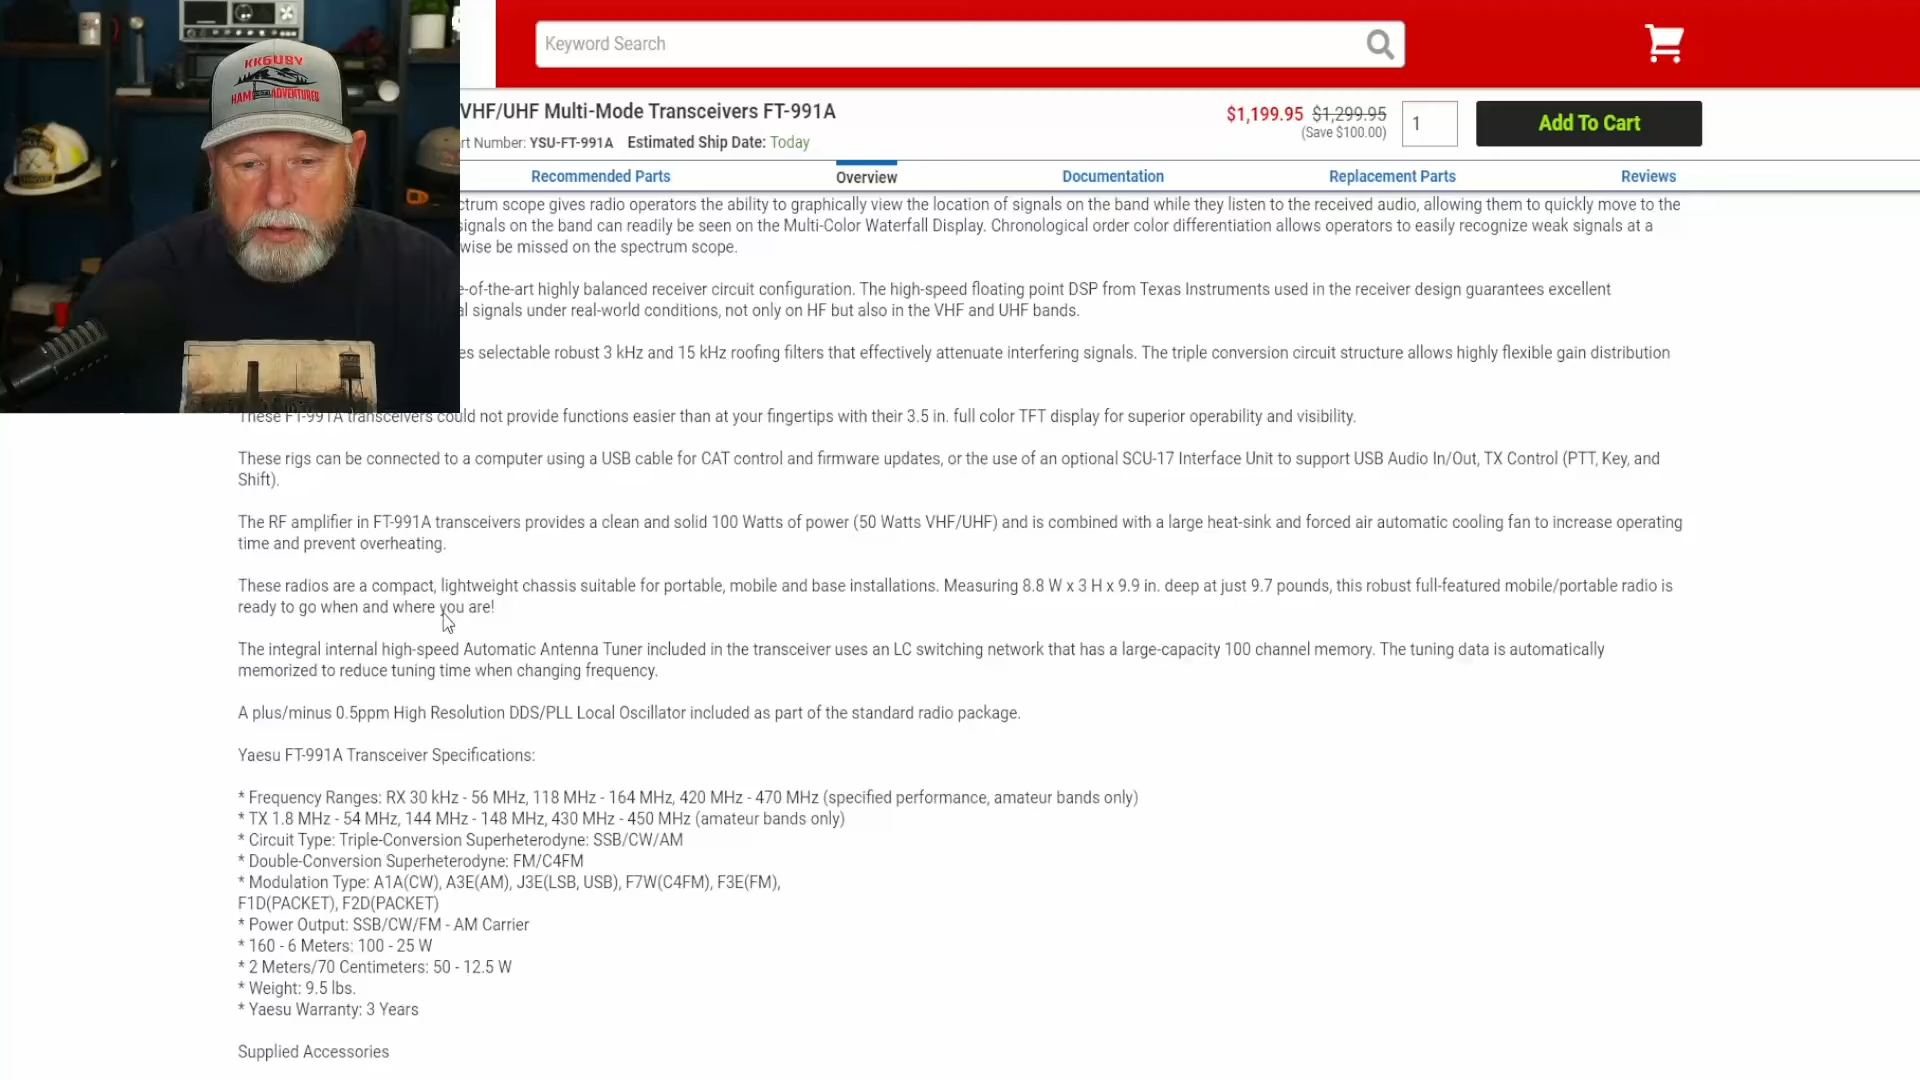 KK6USY
HAM ADVENTURES
Keyword Search
VHF/UHF Multi-Mode Transceivers FT-991A
$1,199.95 $1,299.95
(Save $100.00)
1
Add To Cart
rt Number: YSU-FT-991A Estimated Ship Date: Today
Recommended Parts Overview Documentation Replacement Parts Reviews
ctrum scope gives radio operators the ability to graphically view the location of signals on the band while they listen to the received audio, allowing them to quickly move to the
signals on the band can readily be seen on the Multi-Color Waterfall Display. Chronological order color differentiation allows operators to easily recognize weak signals at a
wise be missed on the spectrum scope.
e-of-the-art highly balanced receiver circuit configuration. The high-speed floating point DSP from Texas Instruments used in the receiver design guarantees excellent
al signals under real-world conditions, not only on HF but also in the VHF and UHF bands.
es selectable robust 3 kHz and 15 kHz roofing filters that effectively attenuate interfering signals. The triple conversion circuit structure allows highly flexible gain distribution
These FT-991A transceivers could not provide functions easier than at your fingertips with their 3.5 in. full color TFT display for superior operability and visibility.
These rigs can be connected to a computer using a USB cable for CAT control and firmware updates, or the use of an optional SCU-17 Interface Unit to support USB Audio In/Out, TX Control (PTT, Key, and
Shift).
The RF amplifier in FT-991A transceivers provides a clean and solid 100 Watts of power (50 Watts VHF/UHF) and is combined with a large heat-sink and forced air automatic cooling fan to increase operating
time and prevent overheating.
These radios are a compact, lightweight chassis suitable for portable, mobile and base installations. Measuring 8.8 W x 3 H x 9.9 in. deep at just 9.7 pounds, this robust full-featured mobile/portable radio is
ready to go when and where you are!
The integral internal high-speed Automatic Antenna Tuner included in the transceiver uses an LC switching network that has a large-capacity 100 channel memory. The tuning data is automatically
memorized to reduce tuning time when changing frequency.
A plus/minus 0.5ppm High Resolution DDS/PLL Local Oscillator included as part of the standard radio package.
Yaesu FT-991A Transceiver Specifications:
* Frequency Ranges: RX 30 kHz - 56 MHz, 118 MHz - 164 MHz, 420 MHz - 470 MHz (specified performance, amateur bands only)
* TX 1.8 MHz - 54 MHz, 144 MHz - 148 MHz, 430 MHz - 450 MHz (amateur bands only)
* Circuit Type: Triple-Conversion Superheterodyne: SSB/CW/AM
* Double-Conversion Superheterodyne: FM/C4FM
* Modulation Type: A1A(CW), A3E(AM), J3E(LSB, USB), F7W(C4FM), F3E(FM),
F1D(PACKET), F2D(PACKET)
* Power Output: SSB/CW/FM - AM Carrier
* 160 - 6 Meters: 100 - 25 W
* 2 Meters/70 Centimeters: 50 - 12.5 W
* Weight: 9.5 lbs.
* Yaesu Warranty: 3 Years
Supplied Accessories